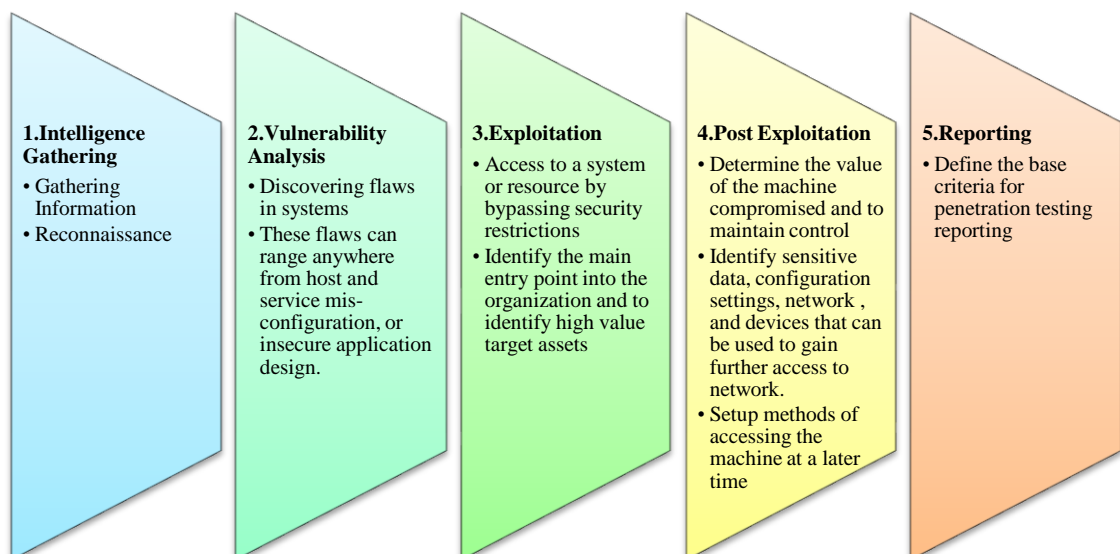 1.Intelligence
Gathering
• Gathering
Information
• Reconnaissance
2.Vulnerability
Analysis
• Discovering flaws
in systems
• These flaws can
range anywhere
from host and
service mis-
configuration, or
insecure application
design.
3.Exploitation
• Access to a system
or resource by
bypassing security
restrictions
• Identify the main
entry point into the
organization and to
identify high value
target assets
4.Post Exploitation
• Determine the value
of the machine
compromised and to
maintain control
• Identify sensitive
data, configuration
settings, network ,
and devices that can
be used to gain
further access to
network.
• Setup methods of
accessing the
machine at a later
time
5.Reporting
• Define the base
criteria for
penetration testing
reporting